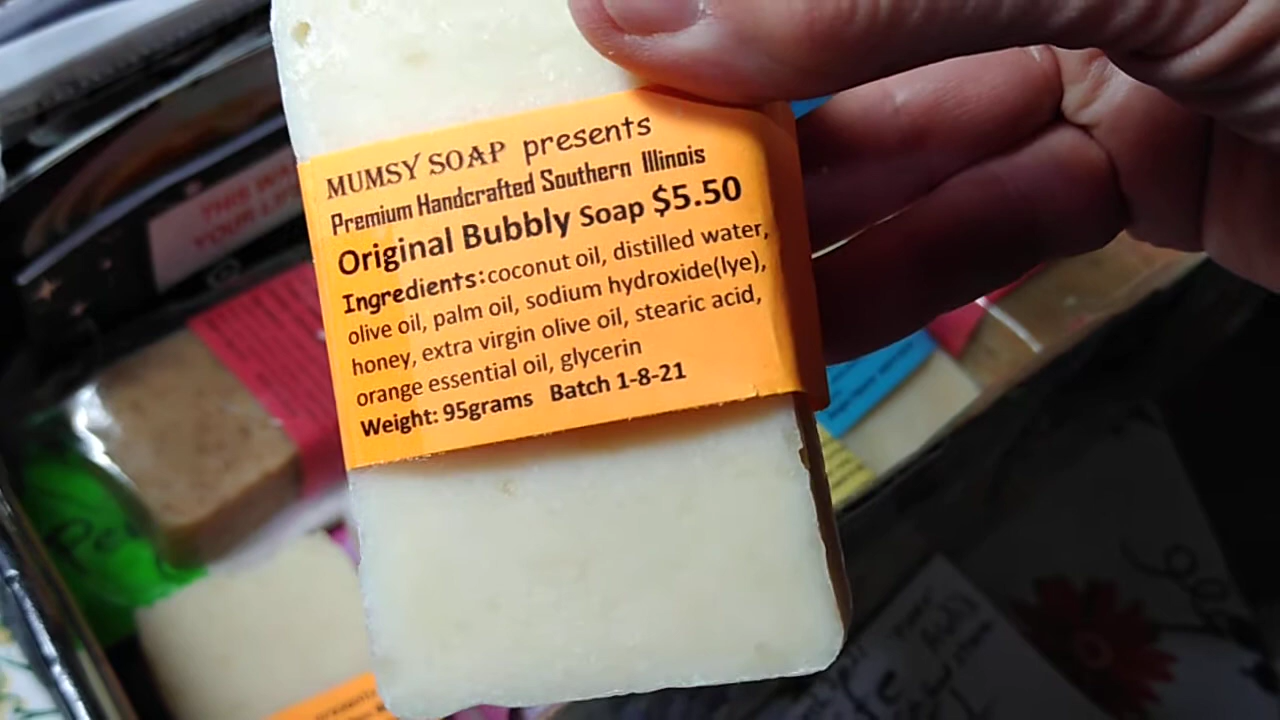 MUMSY SOAP presents
Premium Handcrafted Southern Illinois
Original Bubbly Soap $5.50
Ingredients: coconut oil, distilled water,
olive oil, palm oil, sodium hydroxide(lye),
honey, extra virgin olive oil, stearic acid,
orange essential oil, glycerin
Weight: 95grams Batch 1-8-21